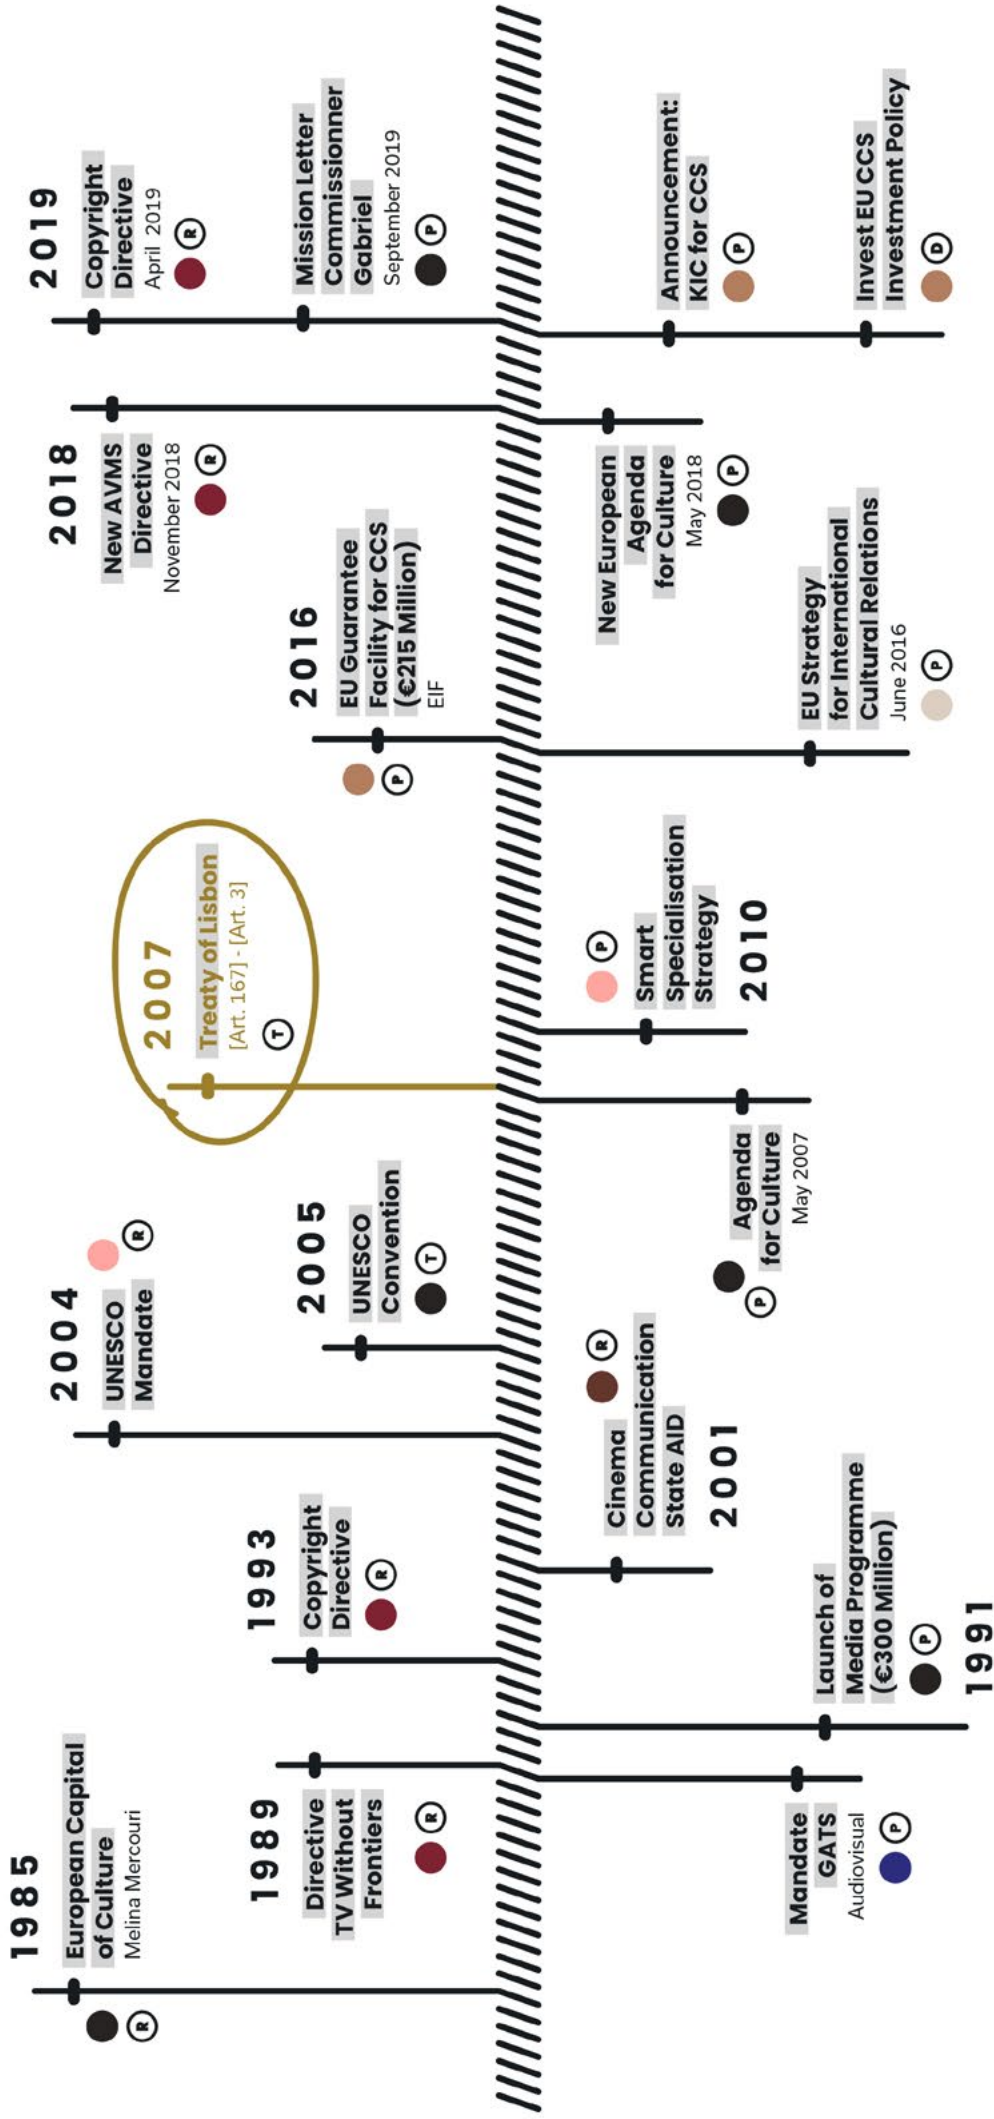 1985
European Capital
of Culture
Melina Mercouri
R
1989
Directive
TV Without
Frontiers
R
Mandate
GATS
Audiovisual
P
Launch of
Media Programme
(€300 Million)
P
1991
1993
Copyright
Directive
R
R
Cinema
Communication
State AID
2001
2004
UNESCO
Mandate
R
2005
UNESCO
Convention
T
Agenda
for Culture
May 2007
P
2007
Treaty of Lisbon
[Art. 167] - [Art. 3]
T
P
Smart
Specialisation
Strategy
2010
2016
EU Guarantee
Facility for CCS
(€215 Million)
EIF
P
EU Strategy
for International
Cultural Relations
June 2016
P
2018
New AVMS
Directive
November 2018
R
New European
Agenda
for Culture
May 2018
P
2019
Copyright
Directive
April 2019
R
Mission Letter
Commissionner
Gabriel
September 2019
P
Announcement:
KIC for CCS
P
Invest EU CCS
Investment Policy
D